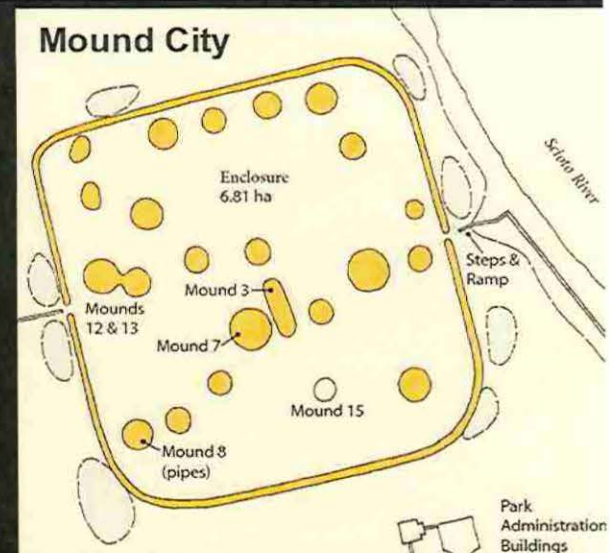 Mound City
Scioto River
Enclosure
6.81 ha
Steps &
Ramp
Mound 3
Mounds
12 & 13
Mound 7
Mound 15
Mound 8
(pipes)
Park
Administration
Buildings